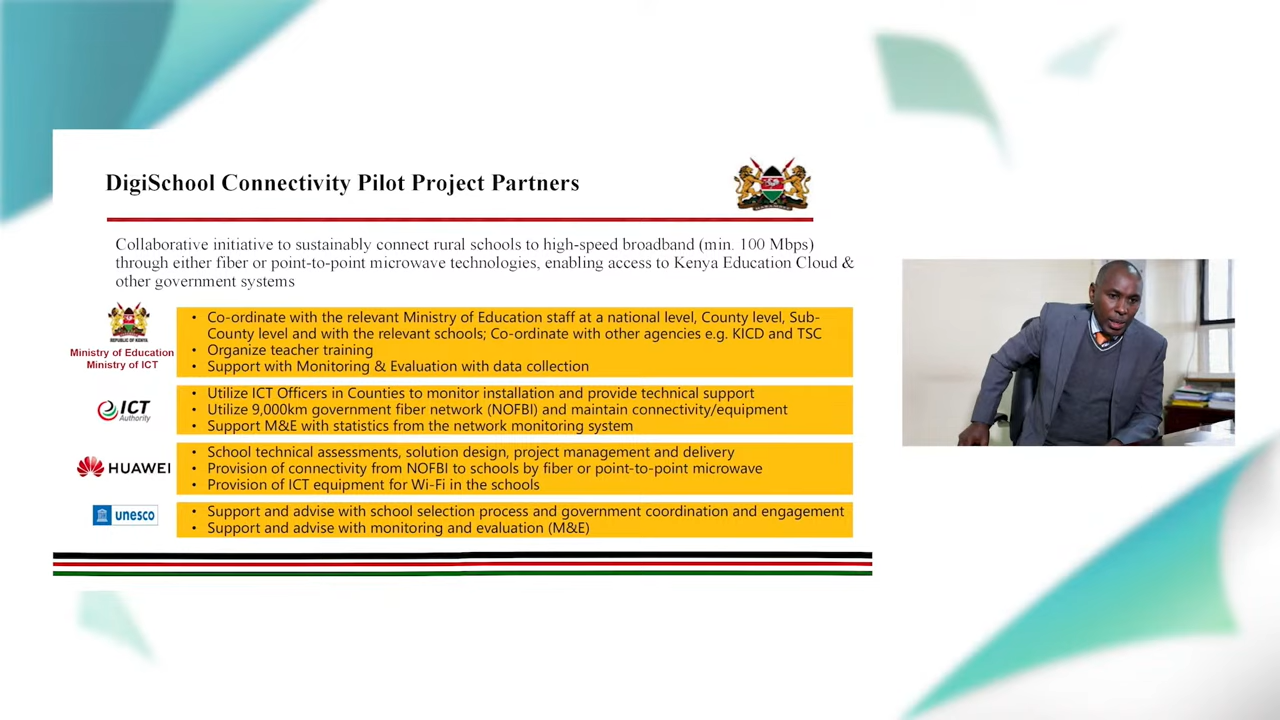 DigiSchool Connectivity Pilot Project Partners
Collaborative initiative to sustainably connect rural schools to high-speed broadband (min. 100 Mbps)
through either fiber or point-to-point microwave technologies, enabling access to Kenya Education Cloud &
other government systems
REPUBLIC OF KENYA
Ministry of Education
Ministry of ICT
• Co-ordinate with the relevant Ministry of Education staff at a national level, County level, Sub-
County level and with the relevant schools; Co-ordinate with other agencies e.g. KICD and TSC
• Organize teacher training
• Support with Monitoring & Evaluation with data collection
ICT
Authority
• Utilize ICT Officers in Counties to monitor installation and provide technical support
• Utilize 9,000km government fiber network (NOFBI) and maintain connectivity/equipment
• Support M&E with statistics from the network monitoring system
HUAWEI
• School technical assessments, solution design, project management and delivery
• Provision of connectivity from NOFBI to schools by fiber or point-to-point microwave
• Provision of ICT equipment for Wi-Fi in the schools
unesco
• Support and advise with school selection process and government coordination and engagement
• Support and advise with monitoring and evaluation (M&E)